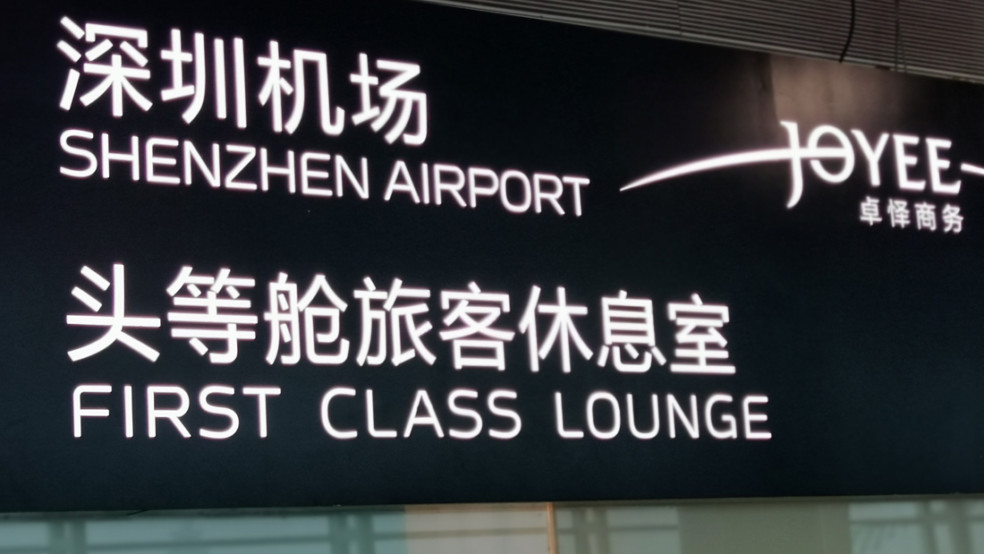 深圳机场
SHENZHEN AIRPORT
JOYEE
卓怿商务
头等舱旅客休息室
FIRST CLASS LOUNGE